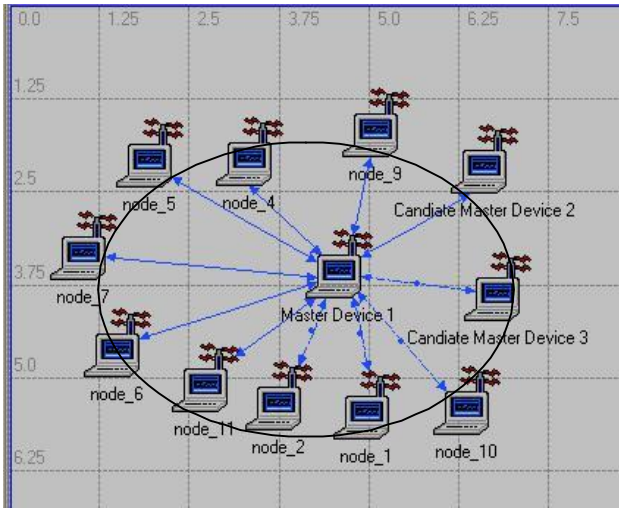 0.0 1.25 2.5 3.75 5.0 6.25 7.5
1.25
node_9
node_5
node_4
Candiate Master Device 2
2.5
node_7
3.75
Master Device 1
Candiate Master Device 3
node_6
5.0
node_11
node_2
node_1
node_10
6.25